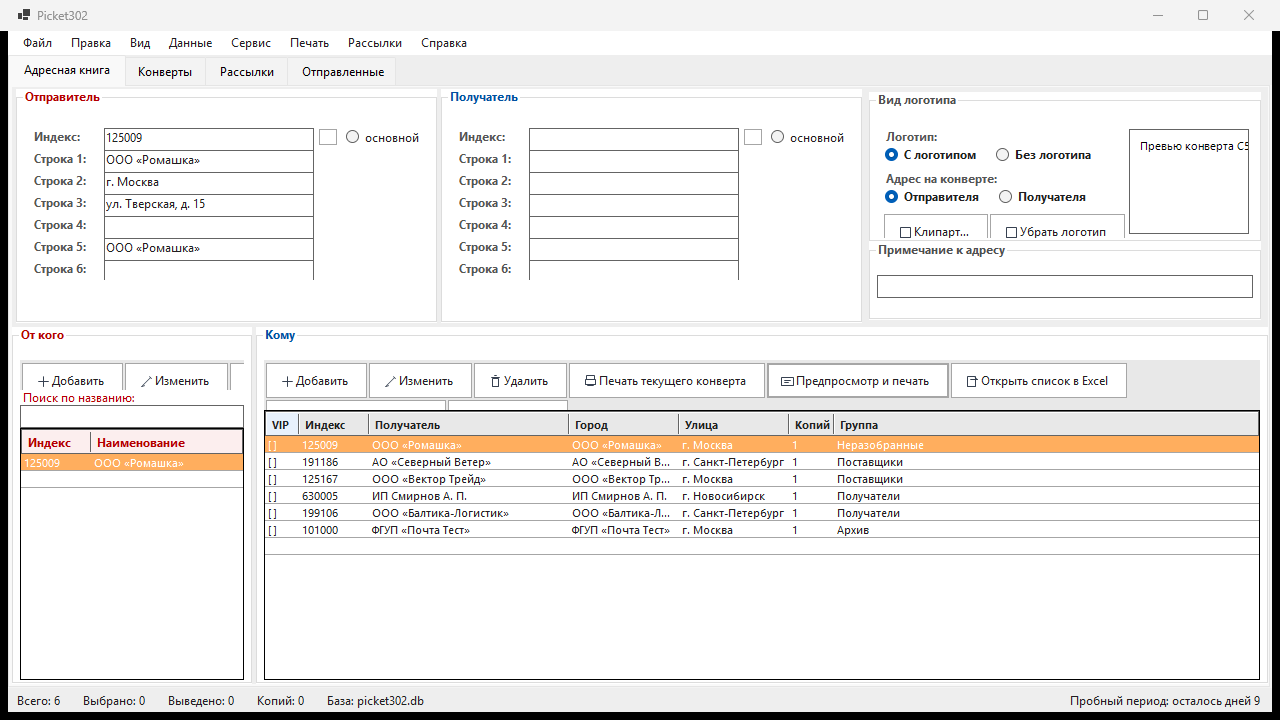 Picket302
Файл Правка Вид Данные Сервис Печать Рассылки Справка
Адресная книга Конверты Рассылки Отправленные
Отправитель
Индекс: 125009 основной
Строка 1: ООО «Ромашка»
Строка 2: г. Москва
Строка 3: ул. Тверская, д. 15
Строка 4:
Строка 5: ООО «Ромашка»
Строка 6:
Получатель
Индекс: основной
Строка 1:
Строка 2:
Строка 3:
Строка 4:
Строка 5:
Строка 6:
Вид логотипа
Логотип:
С логотипом Без логотипа
Адрес на конверте:
Отправителя Получателя
Клипарт... Убрать логотип
Превью конверта C5
Примечание к адресу
От кого
Добавить Изменить
Поиск по названию:
Индекс Наименование
125009 ООО «Ромашка»
Кому
Добавить Изменить Удалить Печать текущего конверта Предпросмотр и печать Открыть список в Excel
VIP Индекс Получатель Город Улица Копий Группа
[ ] 125009 ООО «Ромашка» ООО «Ромашка» г. Москва 1 Неразобранные
[ ] 191186 АО «Северный Ветер» АО «Северный В... г. Санкт-Петербург 1 Поставщики
[ ] 125167 ООО «Вектор Трейд» ООО «Вектор Тр... г. Москва 1 Поставщики
[ ] 630005 ИП Смирнов А. П. ИП Смирнов А. П. г. Новосибирск 1 Получатели
[ ] 199106 ООО «Балтика-Логистик» ООО «Балтика-Л... г. Санкт-Петербург 1 Получатели
[ ] 101000 ФГУП «Почта Тест» ФГУП «Почта Тест» г. Москва 1 Архив
Всего: 6 Выбрано: 0 Выведено: 0 Копий: 0 База: picket302.db Пробный период: осталось дней 9